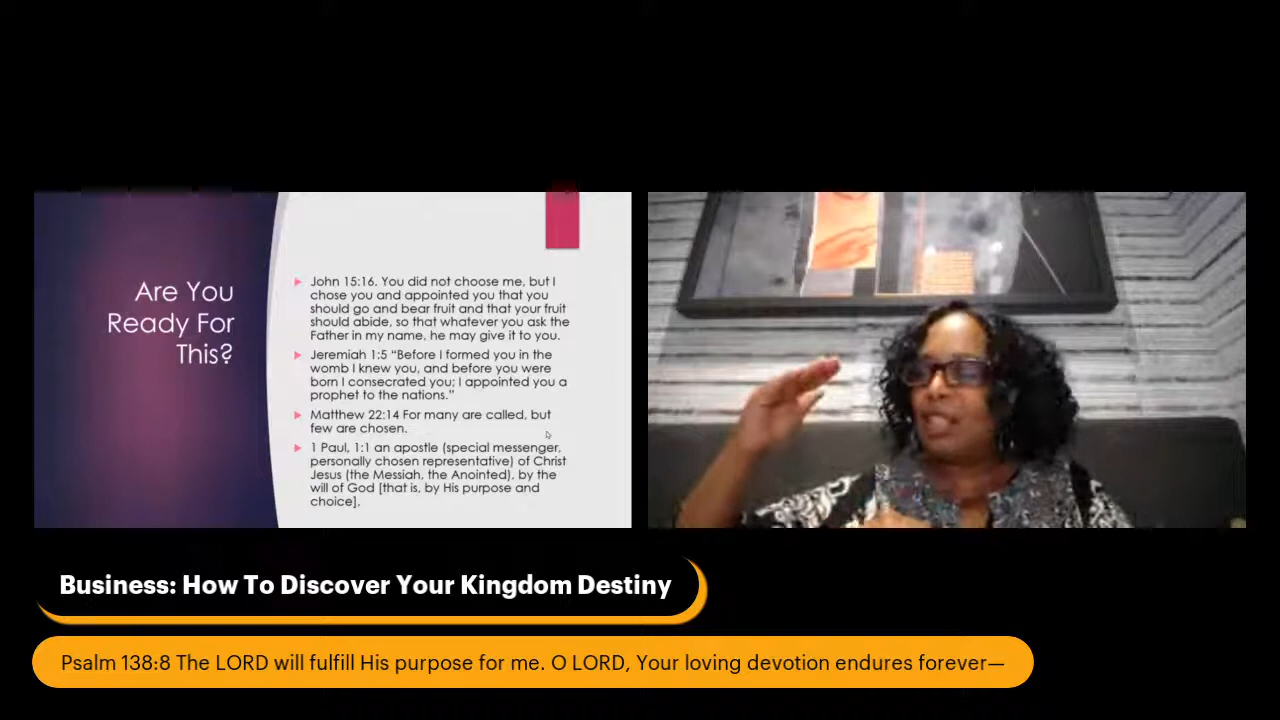 Are You
Ready For
This?
John 15:16. You did not choose me, but I
chose you and appointed you that you
should go and bear fruit and that your fruit
should abide, so that whatever you ask the
Father in my name, he may give it to you.
Jeremiah 1:5 “Before I formed you in the
womb I knew you, and before you were
born I consecrated you; I appointed you a
prophet to the nations.”
Matthew 22:14 For many are called, but
few are chosen.
1 Paul, 1:1 an apostle (special messenger,
personally chosen representative) of Christ
Jesus (the Messiah, the Anointed), by the
will of God [that is, by His purpose and
choice],
Business: How To Discover Your Kingdom Destiny
Psalm 138:8 The LORD will fulfill His purpose for me. O LORD, Your loving devotion endures forever—